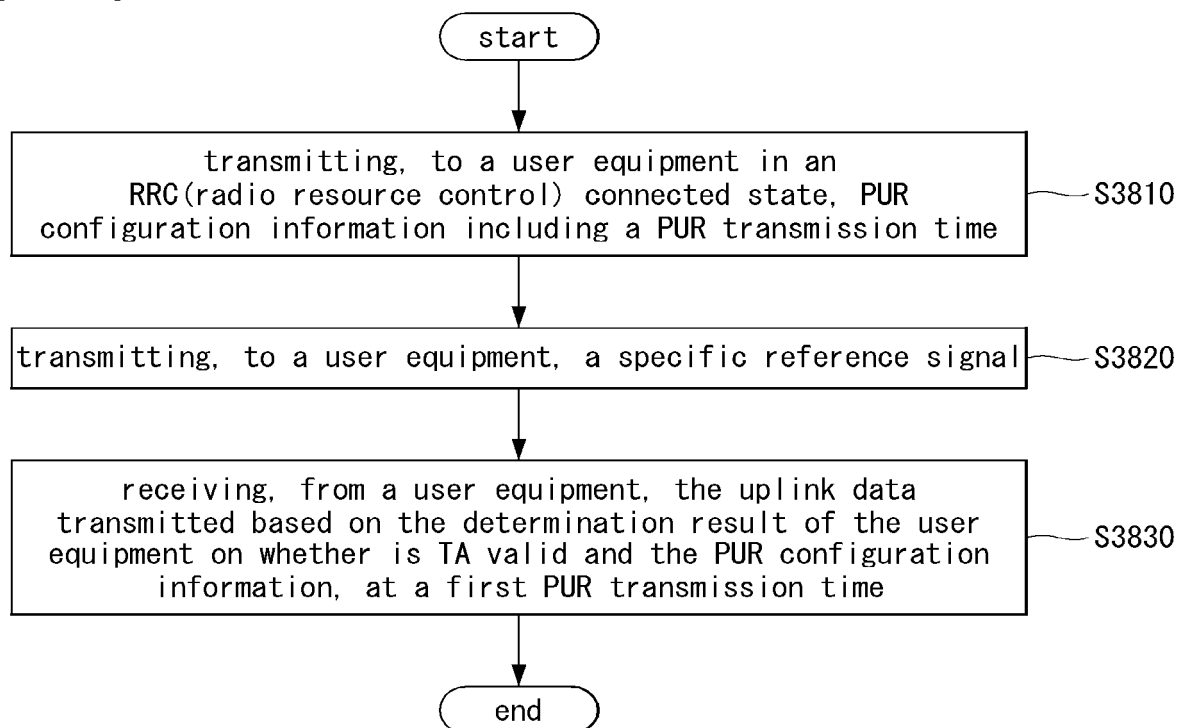 start
transmitting, to a user equipment in an
RRC(radio resource control) connected state, PUR
configuration information including a PUR transmission time
S3810
transmitting, to a user equipment, a specific reference signal
S3820
receiving, from a user equipment, the uplink data
transmitted based on the determination result of the user
equipment on whether is TA valid and the PUR configuration
information, at a first PUR transmission time
S3830
end